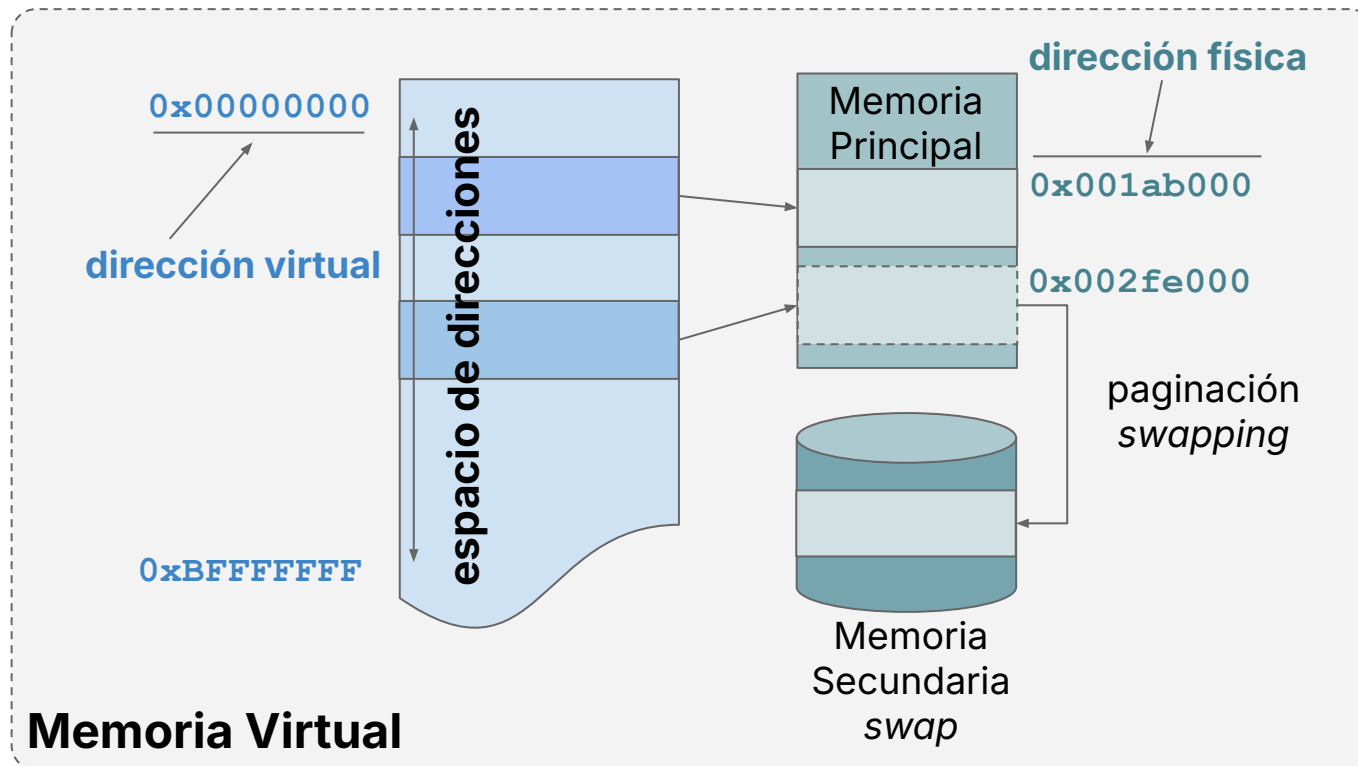 dirección física
0x00000000
Memoria
Principal
0x001ab000
dirección virtual
espacio de direcciones
0x002fe000
paginación
swapping
0xBFFFFFFF
Memoria
Secundaria
swap
Memoria Virtual